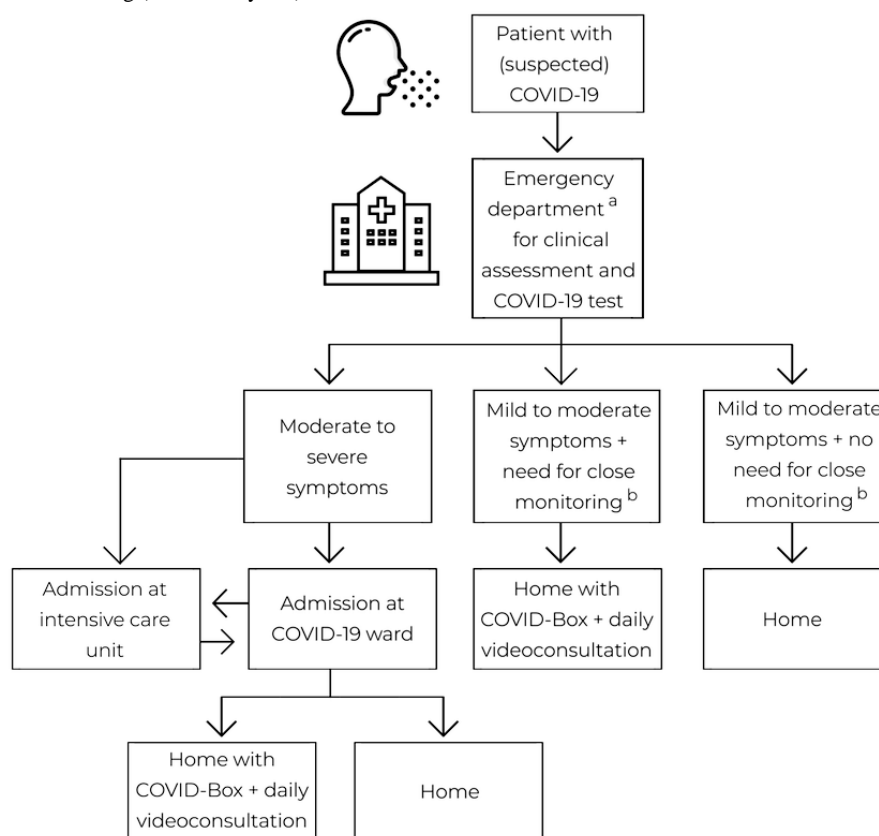 Patient with
(suspected)
COVID-19
Emergency
department a
for clinical
assessment and
COVID-19 test
Moderate to
severe
symptoms
Mild to moderate
symptoms +
need for close
monitoring b
Mild to moderate
symptoms + no
need for close
monitoring b
Admission at
intensive care
unit
Admission at
COVID-19 ward
Home with
COVID-Box + daily
videoconsultation
Home
Home with
COVID-Box + daily
videoconsultation
Home